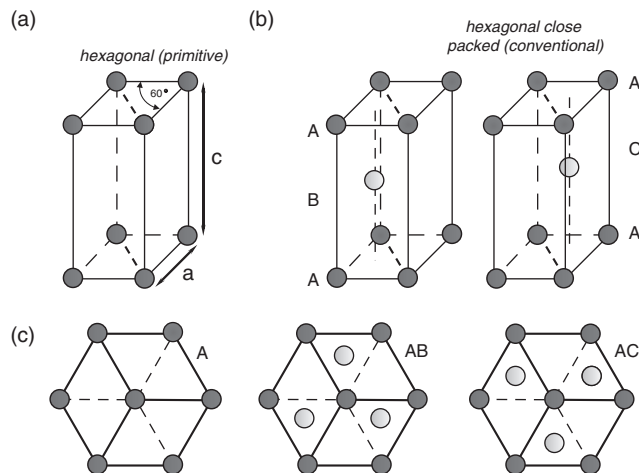 (a)
hexagonal (primitive)
60°
c
a
(b)
hexagonal close
packed (conventional)
A
B
A
A
C
A
(c)
A
AB
AC